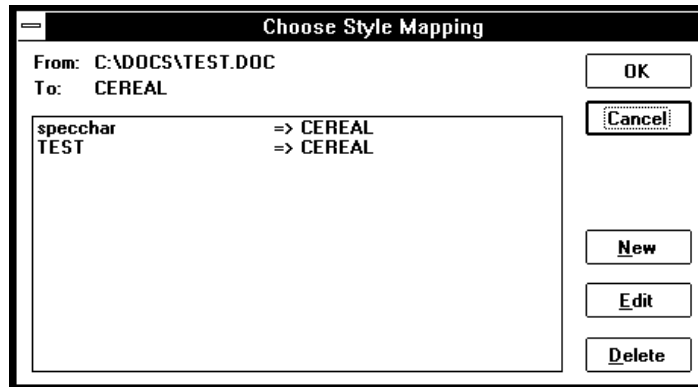 Choose Style Mapping
From: C:\DOCS\TEST.DOC
To: CEREAL
OK
Cancel
specchar => CEREAL
TEST => CEREAL
New
Edit
Delete